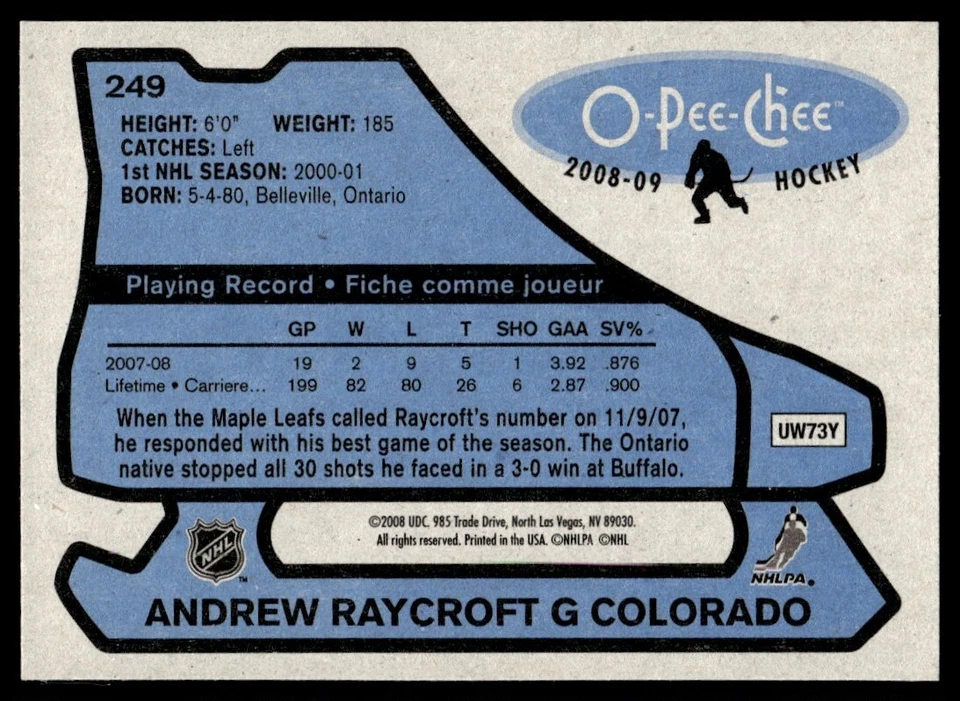 249
HEIGHT: 6'0" WEIGHT: 185
CATCHES: Left
1st NHL SEASON: 2000-01
BORN: 5-4-80, Belleville, Ontario
O-Pee-Chee™
2008-09 HOCKEY
Playing Record • Fiche comme joueur
GP W L T SHO GAA SV%
2007-08 19 2 9 5 1 3.92 .876
Lifetime • Carriere... 199 82 80 26 6 2.87 .900
When the Maple Leafs called Raycroft's number on 11/9/07,
he responded with his best game of the season. The Ontario
native stopped all 30 shots he faced in a 3-0 win at Buffalo.
UW73Y
©2008 UDC. 985 Trade Drive, North Las Vegas, NV 89030.
All rights reserved. Printed in the USA. ©NHLPA ©NHL
NHL™
NHLPA®
ANDREW RAYCROFT G COLORADO